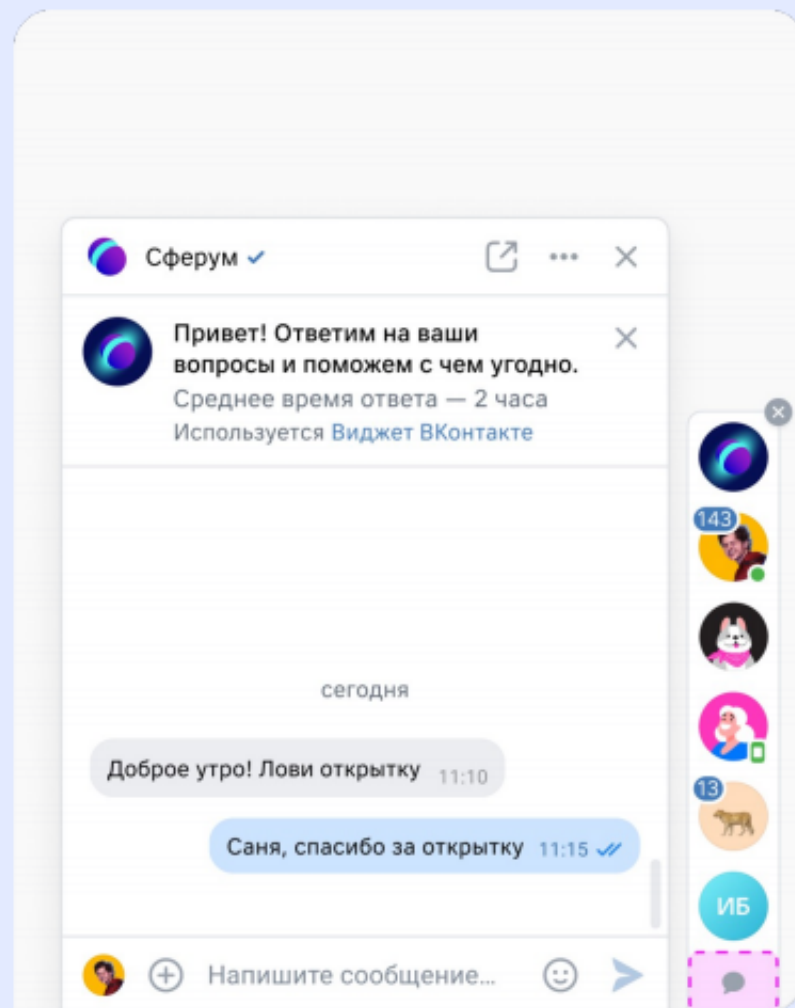 Сферум
Привет! Ответим на ваши
вопросы и поможем с чем угодно.
Среднее время ответа — 2 часа
Используется Виджет ВКонтакте
143
сегодня
Доброе утро! Лови открытку 11:10
13
Саня, спасибо за открытку 11:15
ИБ
Напишите сообщение...